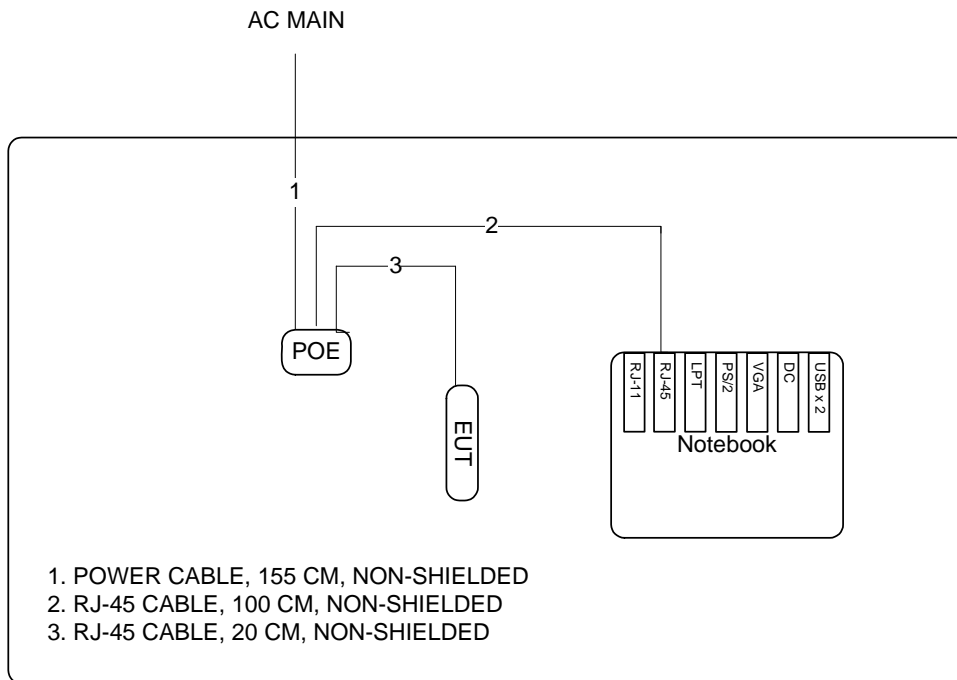 AC MAIN
1
2
3
POE
EUT
RJ-11
RJ-45
LPT
PS/2
VGA
DC
USB x 2
Notebook
1. POWER CABLE, 155 CM, NON-SHIELDED
2. RJ-45 CABLE, 100 CM, NON-SHIELDED
3. RJ-45 CABLE, 20 CM, NON-SHIELDED